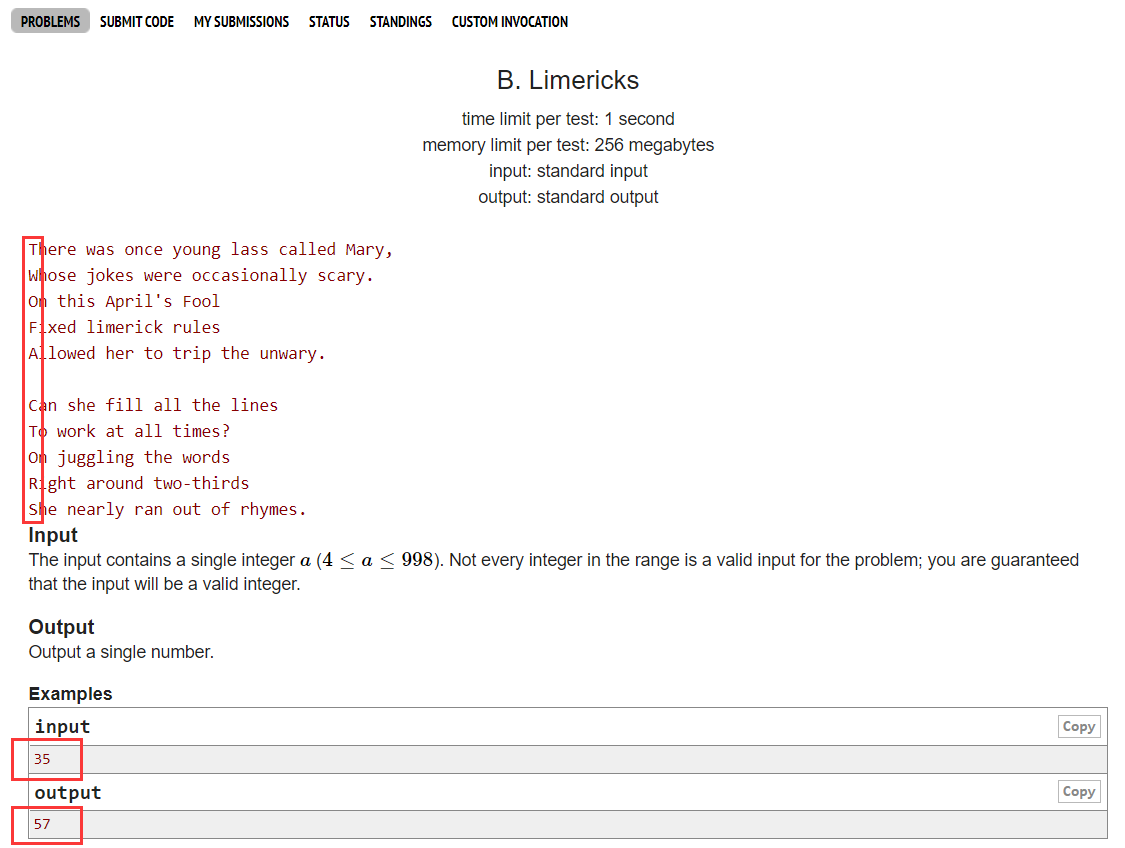 PROBLEMS SUBMIT CODE MY SUBMISSIONS STATUS STANDINGS CUSTOM INVOCATION
B. Limericks
time limit per test: 1 second
memory limit per test: 256 megabytes
input: standard input
output: standard output
There was once young lass called Mary,
Whose jokes were occasionally scary.
On this April's Fool
Fixed limerick rules
Allowed her to trip the unwary.
Can she fill all the lines
To work at all times?
On juggling the words
Right around two-thirds
She nearly ran out of rhymes.
Input
The input contains a single integer a (4 ≤ a ≤ 998). Not every integer in the range is a valid input for the problem; you are guaranteed
that the input will be a valid integer.
Output
Output a single number.
Examples
input Copy
35
output Copy
57